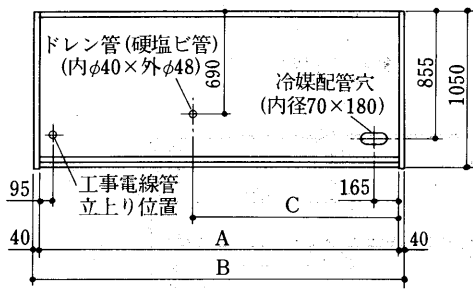 ドレン管(硬塩ビ管)
(内φ40×外φ48)
690
冷媒配管穴
(内径70×180)
855
1050
95
工事電線管
立上り位置
165
C
40
A
40
B